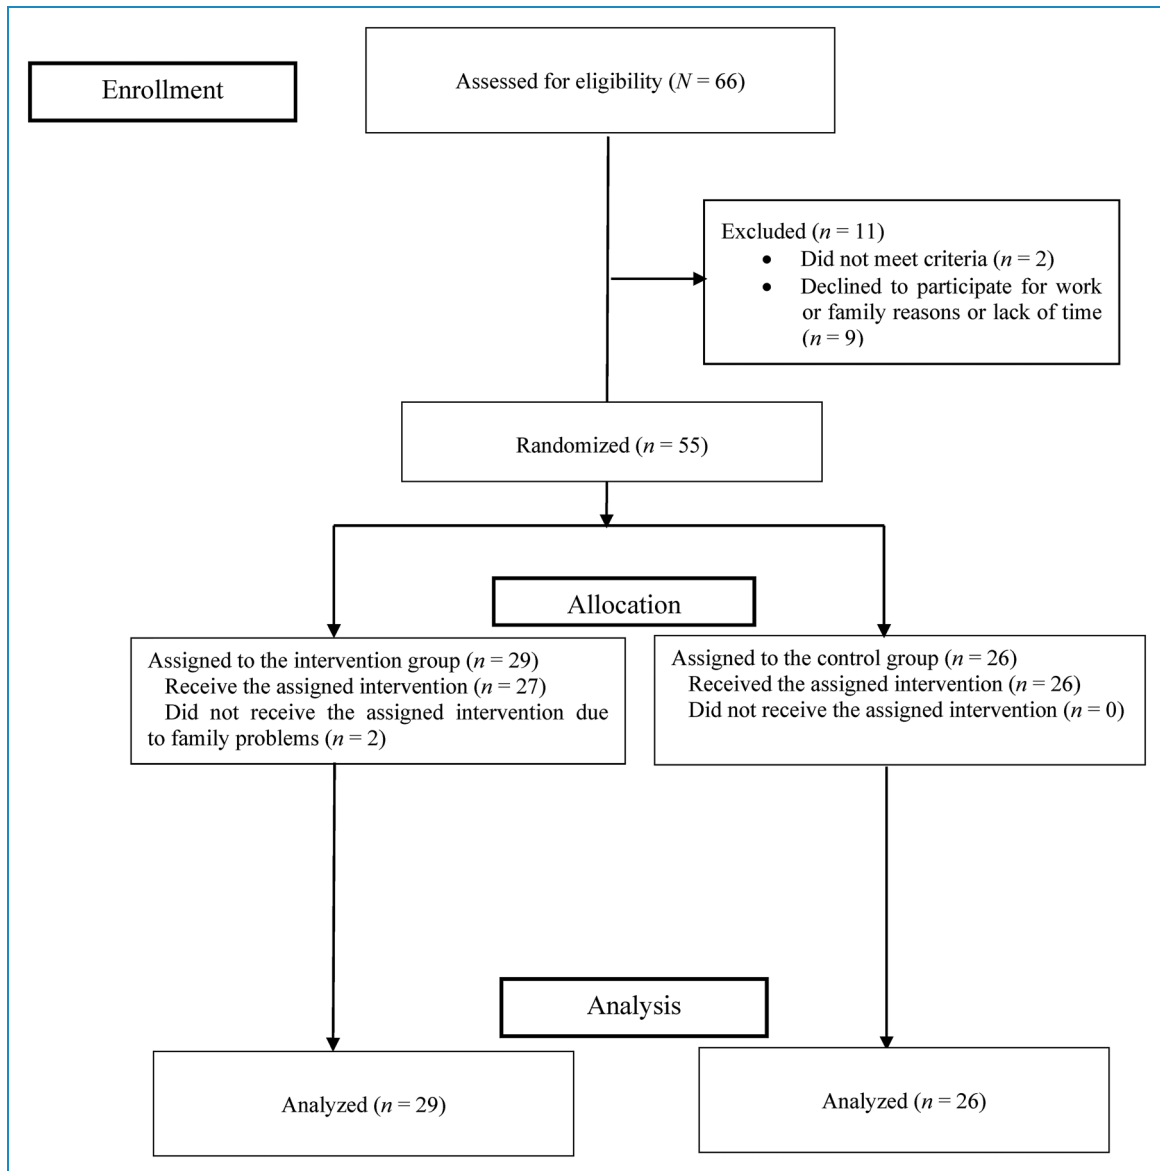 Enrollment
Assessed for eligibility (N = 66)
Excluded (n = 11)
• Did not meet criteria (n = 2)
• Declined to participate for work
or family reasons or lack of time
(n = 9)
Randomized (n = 55)
Allocation
Assigned to the intervention group (n = 29)
Receive the assigned intervention (n = 27)
Did not receive the assigned intervention due
to family problems (n = 2)
Assigned to the control group (n = 26)
Received the assigned intervention (n = 26)
Did not receive the assigned intervention (n = 0)
Analysis
Analyzed (n = 29)
Analyzed (n = 26)